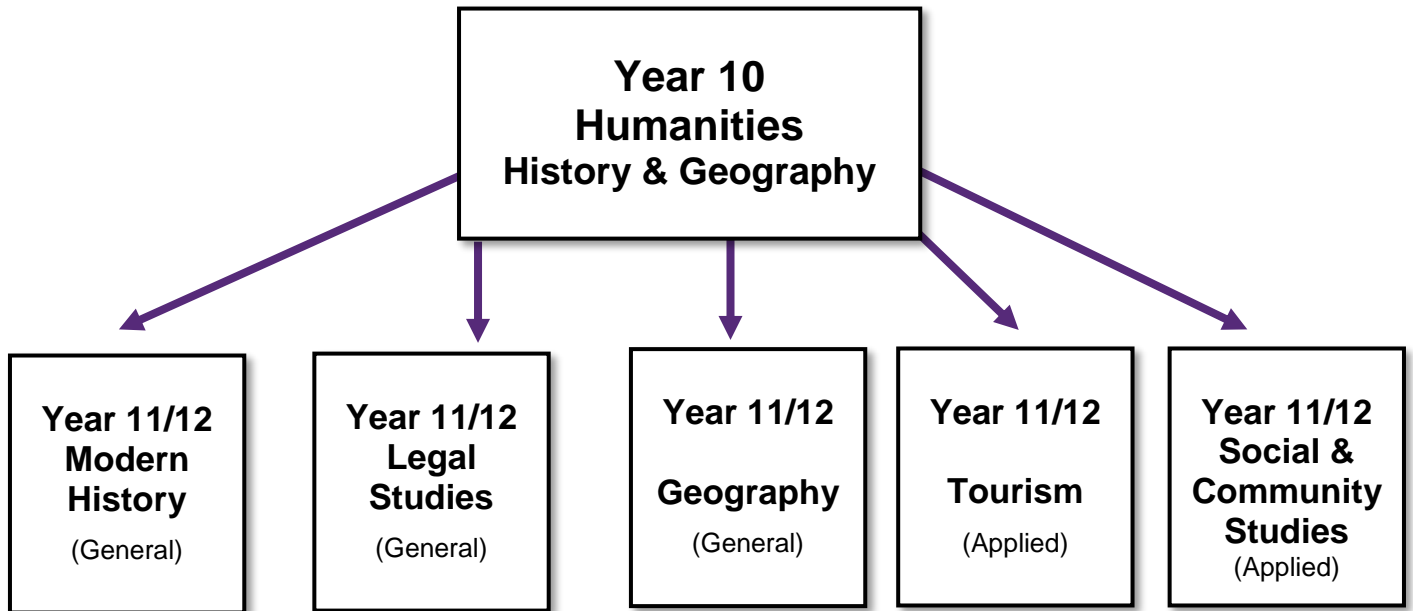 Year 10
Humanities
History & Geography
Year 11/12
Modern
History
(General)
Year 11/12
Legal
Studies
(General)
Year 11/12
Geography
(General)
Year 11/12
Tourism
(Applied)
Year 11/12
Social &
Community
Studies
(Applied)